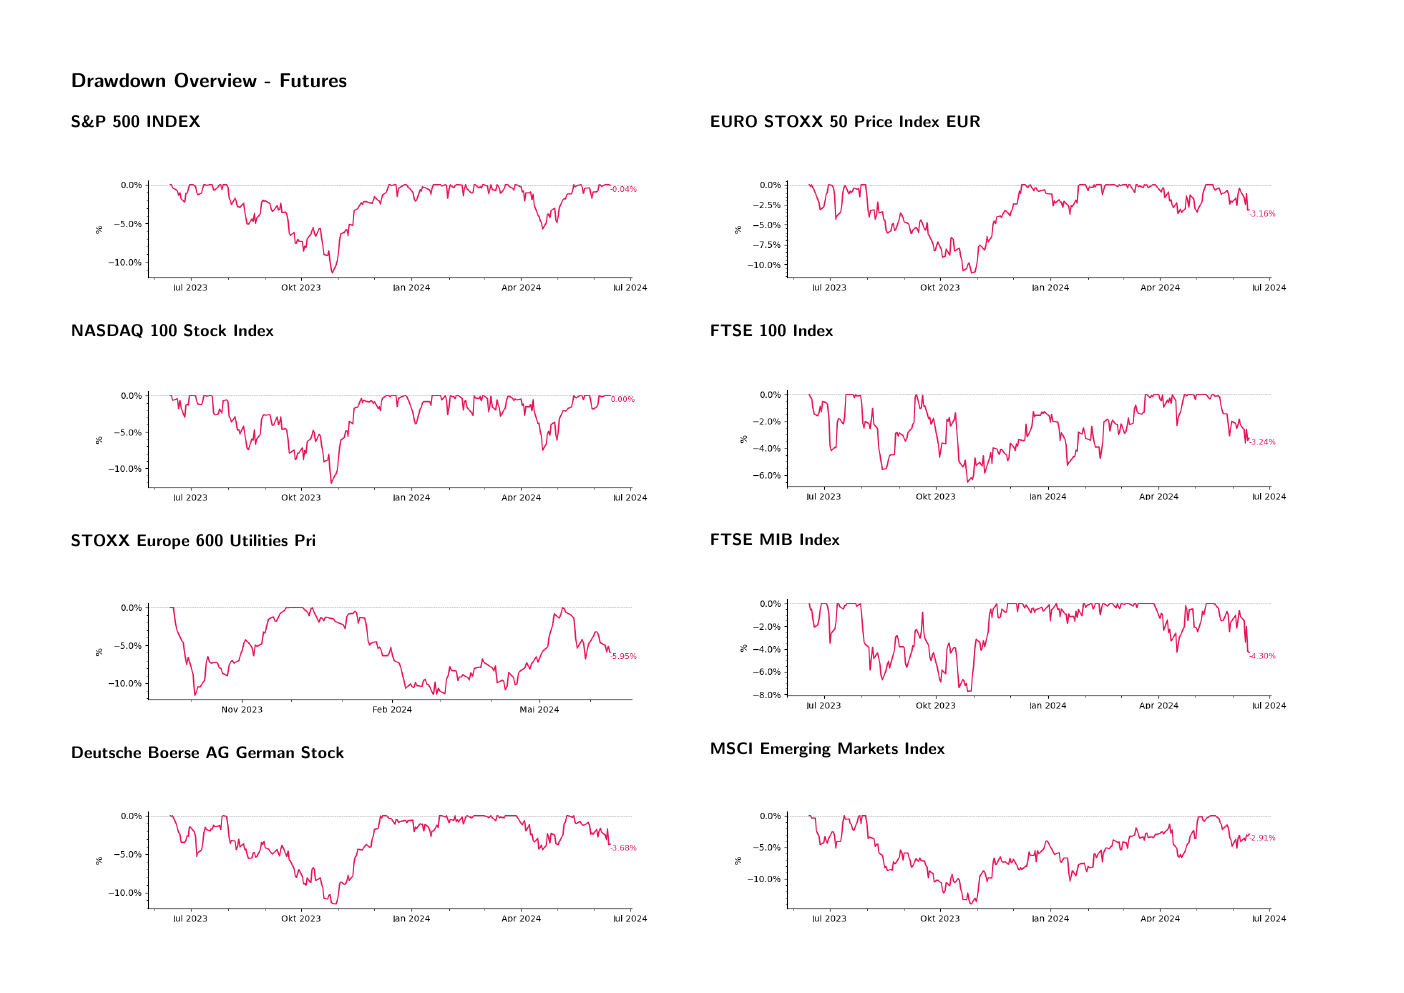 Drawdown Overview - Futures
S&P 500 INDEX
0.0%
−5.0%
−10.0%
%
-0.04%
Jul 2023 Okt 2023 Jan 2024 Apr 2024 Jul 2024
EURO STOXX 50 Price Index EUR
0.0%
−2.5%
−5.0%
−7.5%
−10.0%
%
-3.16%
Jul 2023 Okt 2023 Jan 2024 Apr 2024 Jul 2024
NASDAQ 100 Stock Index
0.0%
−5.0%
−10.0%
%
0.00%
Jul 2023 Okt 2023 Jan 2024 Apr 2024 Jul 2024
FTSE 100 Index
0.0%
−2.0%
−4.0%
−6.0%
%
-3.24%
Jul 2023 Okt 2023 Jan 2024 Apr 2024 Jul 2024
STOXX Europe 600 Utilities Pri
0.0%
−5.0%
−10.0%
%
-5.95%
Nov 2023 Feb 2024 Mai 2024
FTSE MIB Index
0.0%
−2.0%
−4.0%
−6.0%
−8.0%
%
-4.30%
Jul 2023 Okt 2023 Jan 2024 Apr 2024 Jul 2024
Deutsche Boerse AG German Stock
0.0%
−5.0%
−10.0%
%
-3.68%
Jul 2023 Okt 2023 Jan 2024 Apr 2024 Jul 2024
MSCI Emerging Markets Index
0.0%
−5.0%
−10.0%
%
-2.91%
Jul 2023 Okt 2023 Jan 2024 Apr 2024 Jul 2024